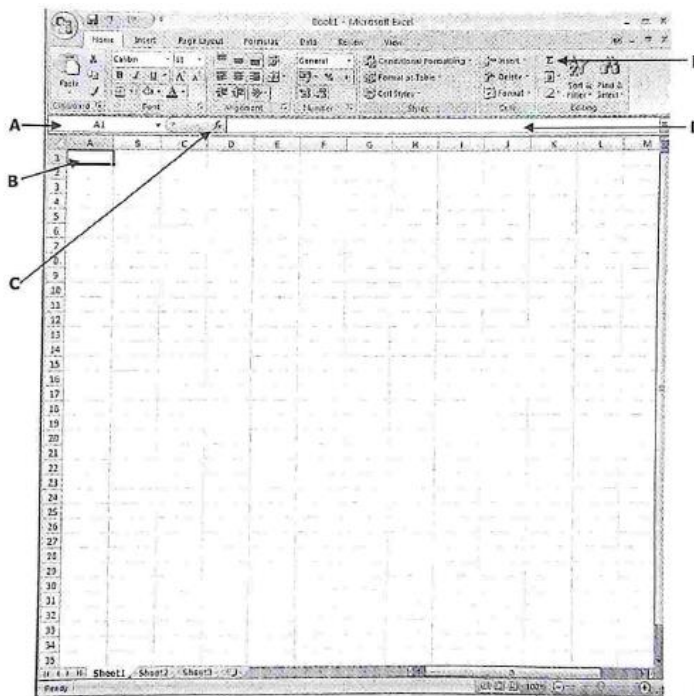 Book1 - Microsoft Excel
Home Insert Page Layout Formulas Data Review View
Calibri 11 General Conditional Formatting Insert Σ
Paste B I U A A % Format as Table Delete Sort & Find &
A Cell Styles Format Filter Select
Clipboard Font Alignment Number Styles Cells Editing
A A1 fx
A B C D E F G H I J K L M
B 1
2
3
4
5
6
7
8
C 9
10
11
12
13
14
15
16
17
18
19
20
21
22
23
24
25
26
27
28
29
30
31
32
33
34
35
Sheet1 Sheet2 Sheet3
Ready 100%